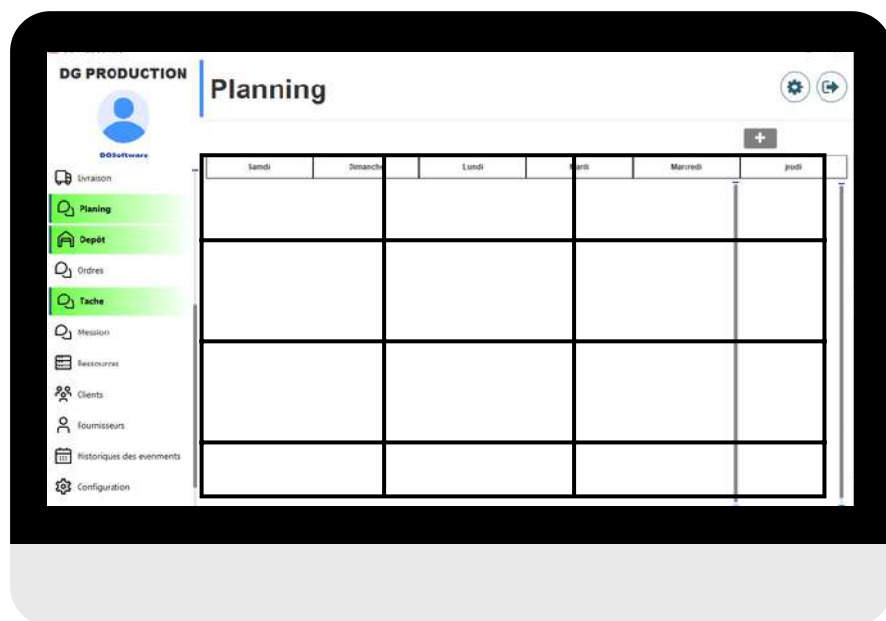 DG PRODUCTION
Planning
DGSoftware
Samdi Dimanche Lundi Mardi Marcredi Jeudi
Livraison
Planing
Depôt
Ordres
Tache
Mession
Ressources
Clients
Fournisseurs
Historiques des evenments
Configuration